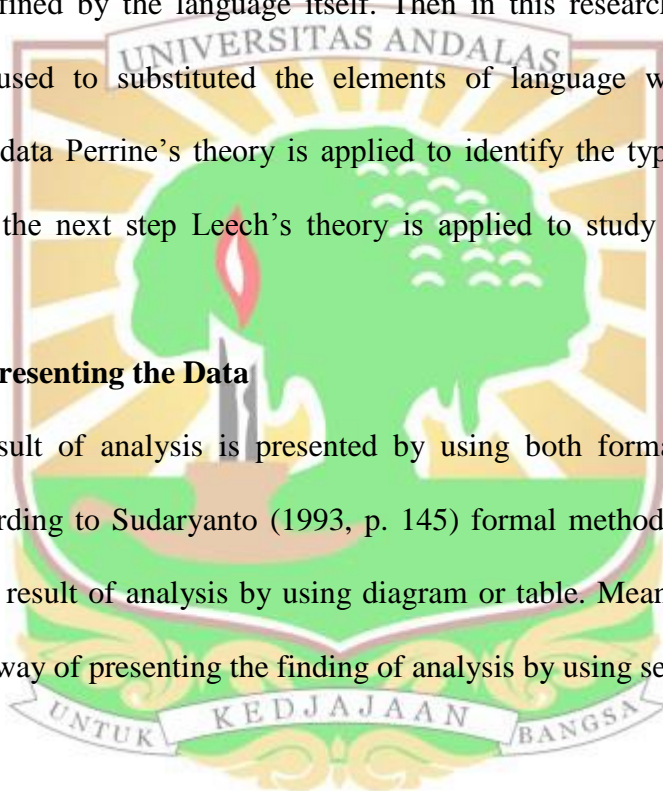 fined by the language itself. Then in this research
UNIVERSITAS ANDALAS
used to substituted the elements of language w
data Perrine's theory is applied to identify the typ
the next step Leech's theory is applied to study
resenting the Data
sult of analysis is presented by using both forma
rding to Sudaryanto (1993, p. 145) formal method
result of analysis by using diagram or table. Mean
way of presenting the finding of analysis by using se
UNTUK KEDJAJAAN BANGSA